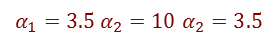 α₁ = 3.5 α₂ = 10 α₂ = 3.5